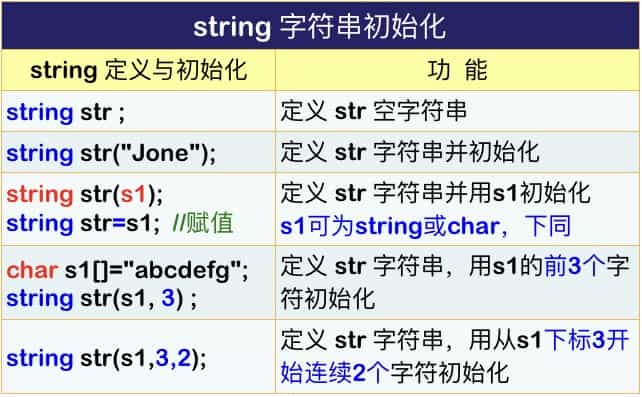 string 字符串初始化
string 定义与初始化
功 能
string str ;
定义 str 空字符串
string str("Jone");
定义 str 字符串并初始化
string str(s1);
string str=s1; //赋值
定义 str 字符串并用s1初始化
s1可为string或char，下同
char s1[]="abcdefg";
string str(s1, 3) ;
定义 str 字符串，用s1的前3个字
符初始化
string str(s1,3,2);
定义 str 字符串，用从s1下标3开
始连续2个字符初始化